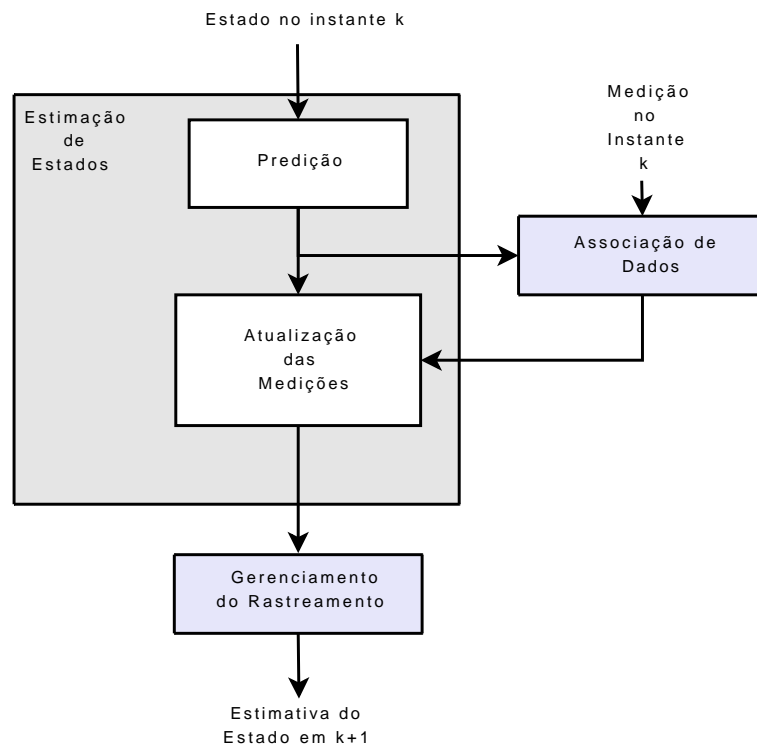 Estado no instante k
Estimação
de
Estados
Predição
Medição
no
Instante
k
Associação de
Dados
Atualização
das
Medições
Gerenciamento
do Rastreamento
Estimativa do
Estado em k+1